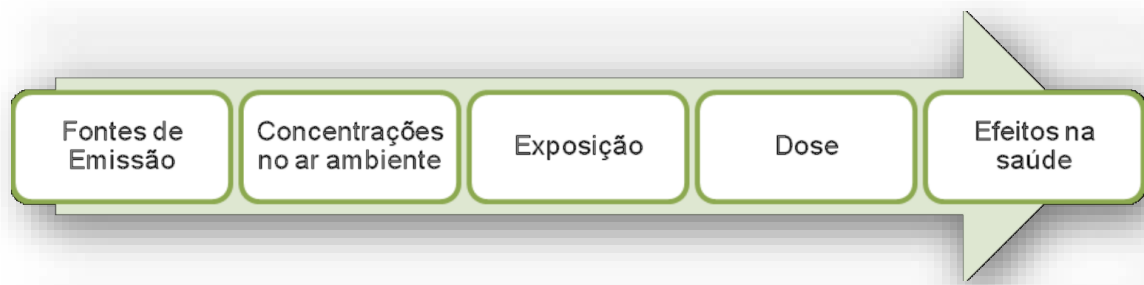 Fontes de
Emissão
Concentrações
no ar ambiente
Exposição
Dose
Efeitos na
saúde